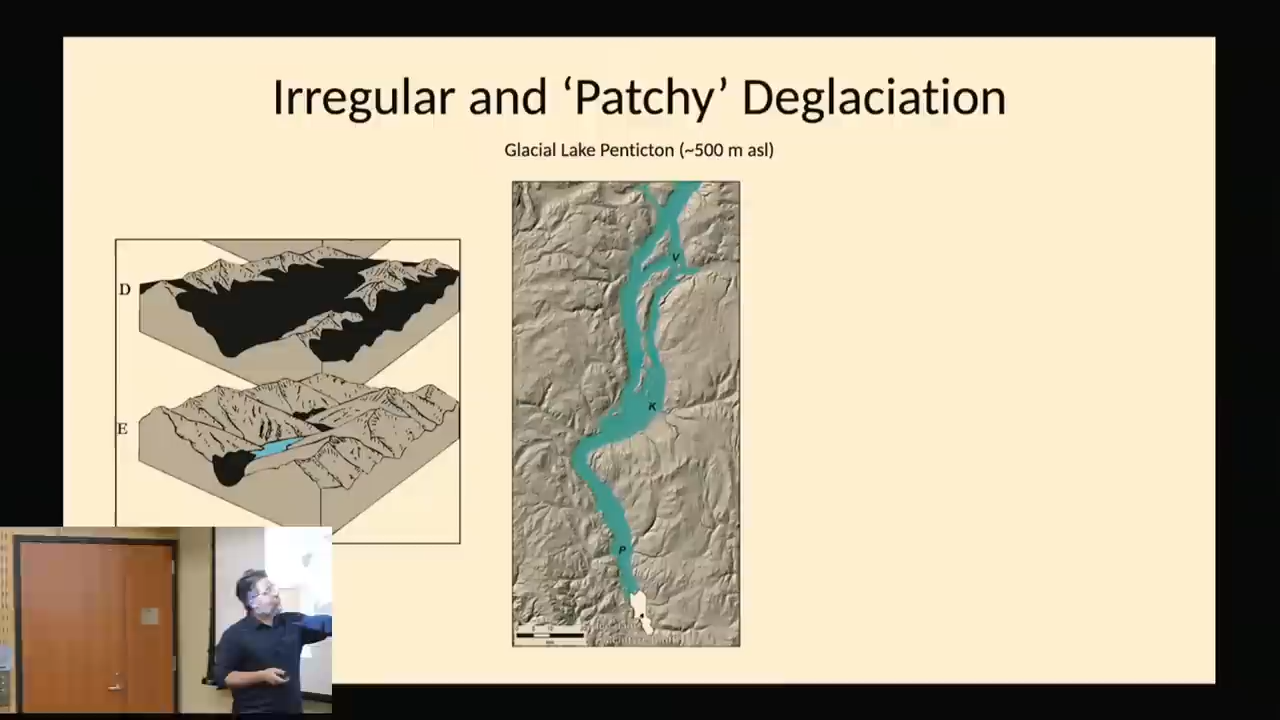 Irregular and ‘Patchy’ Deglaciation
Glacial Lake Penticton (~500 m asl)
D
E
V
K
P